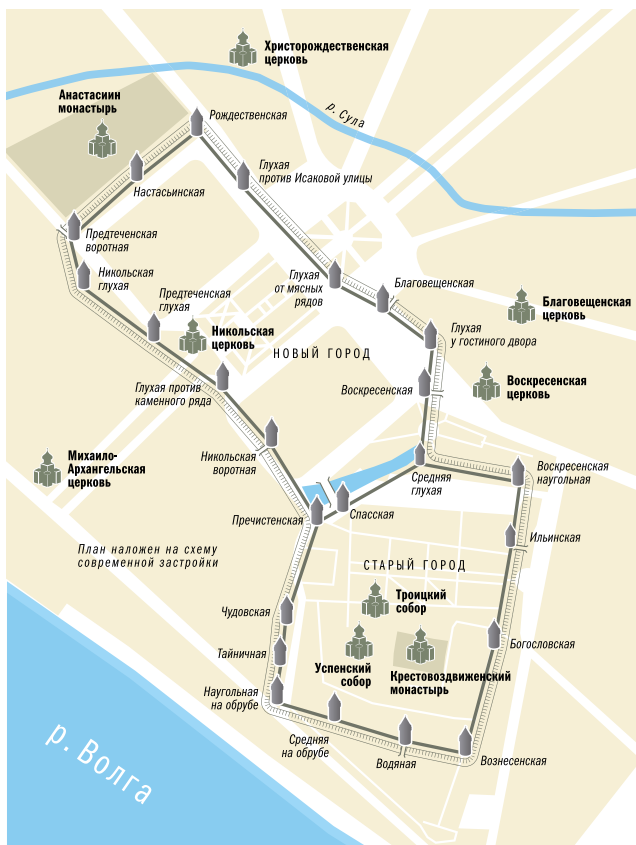 Христорождественская
церковь
Анастасиин
монастырь
Рождественская
р. Сула
Глухая
против Исаковой улицы
Настасьинская
Предтеченская
воротная
Никольская
глухая
Глухая
от мясных
рядов
Благовещенская
Предтеченская
глухая
Благовещенская
церковь
Никольская
церковь
Глухая
у гостиного двора
НОВЫЙ ГОРОД
Глухая против
каменного ряда
Воскресенская
Воскресенская
церковь
Михаило-
Архангельская
церковь
Никольская
воротная
Средняя
глухая
Воскресенская
наугольная
Пречистенская
Спасская
Ильинская
План наложен на схему
современной застройки
СТАРЫЙ ГОРОД
Троицкий
собор
Чудовская
Богословская
Тайничная
Успенский
собор
Крестовоздвиженский
монастырь
Наугольная
на обрубе
Средняя
на обрубе
Водяная
Вознесенская
р. Волга